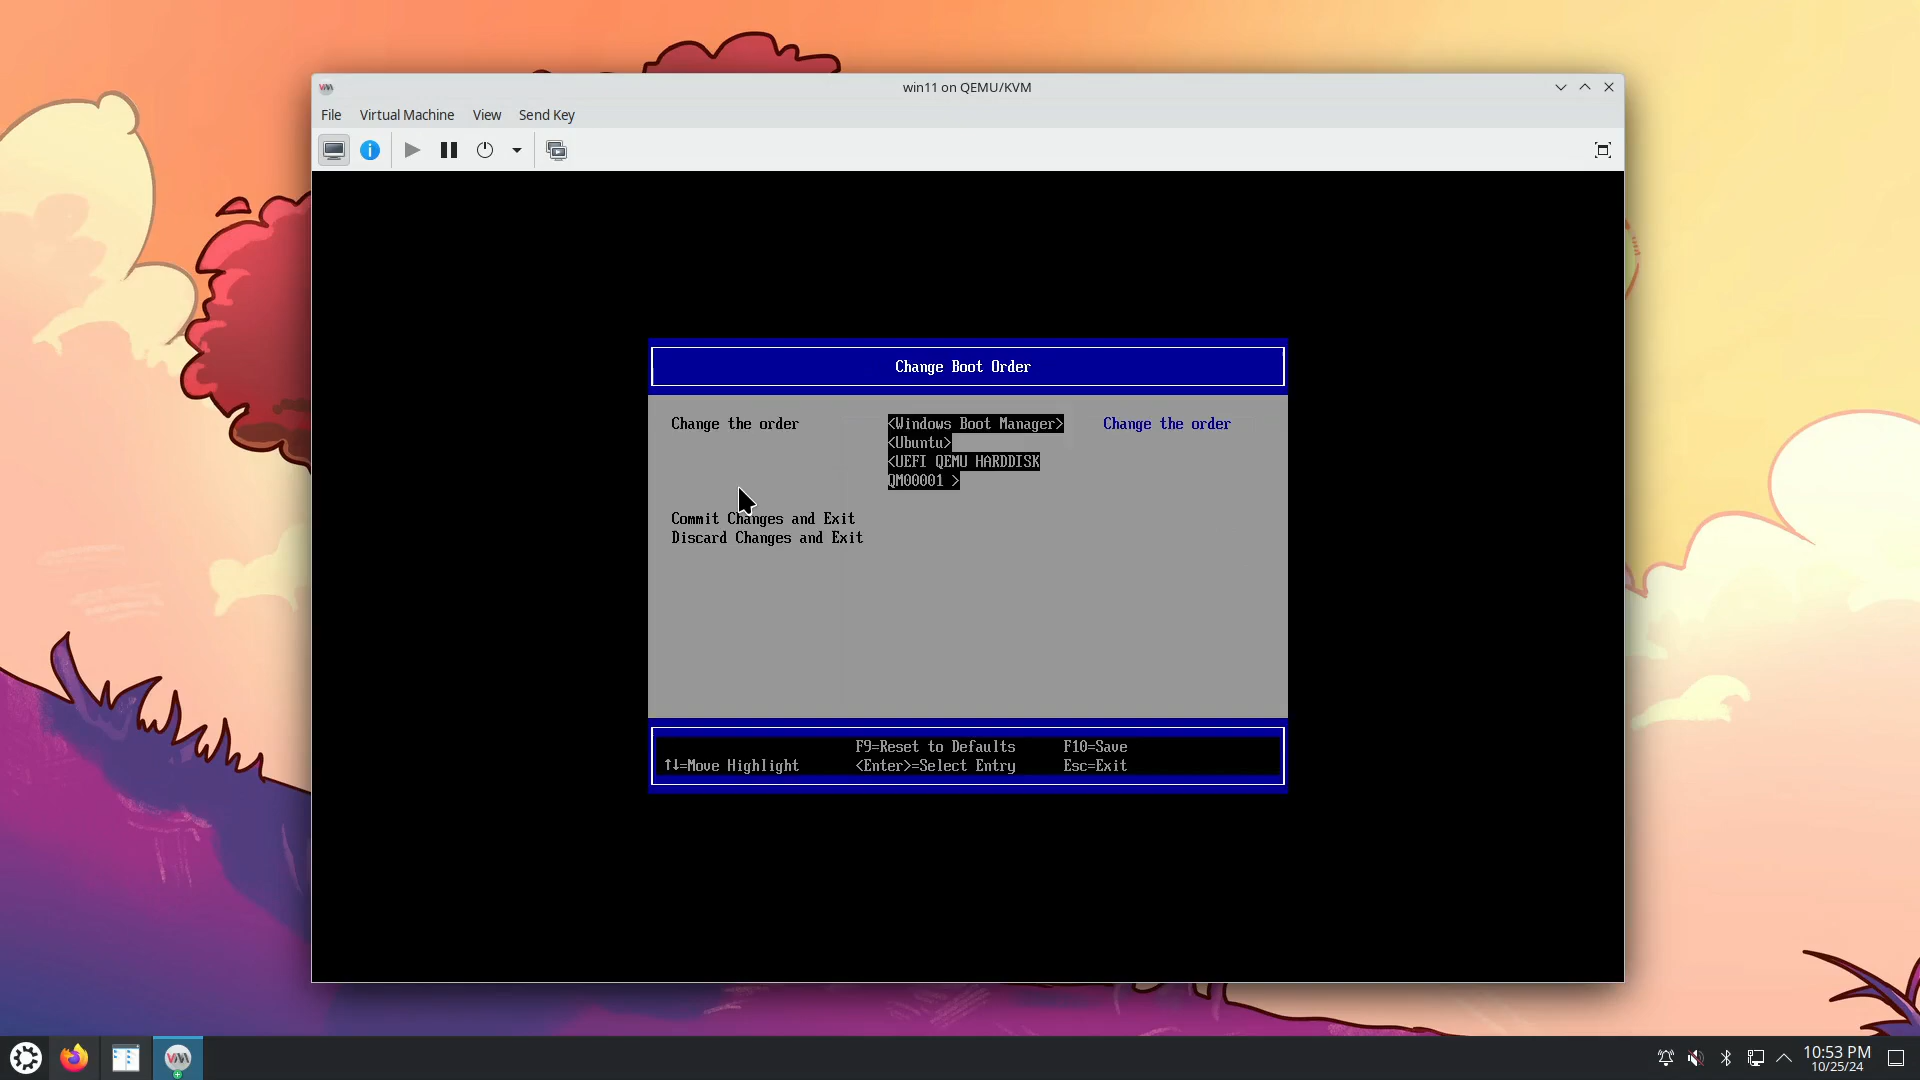 win11 on QEMU/KVM
File Virtual Machine View Send Key
Change Boot Order
Change the order <Windows Boot Manager> Change the order
<Ubuntu>
<UEFI QEMU HARDDISK
QM00001 >
Commit Changes and Exit
Discard Changes and Exit
F9=Reset to Defaults F10=Save
↑↓=Move Highlight <Enter>=Select Entry Esc=Exit
10:53 PM
10/25/24